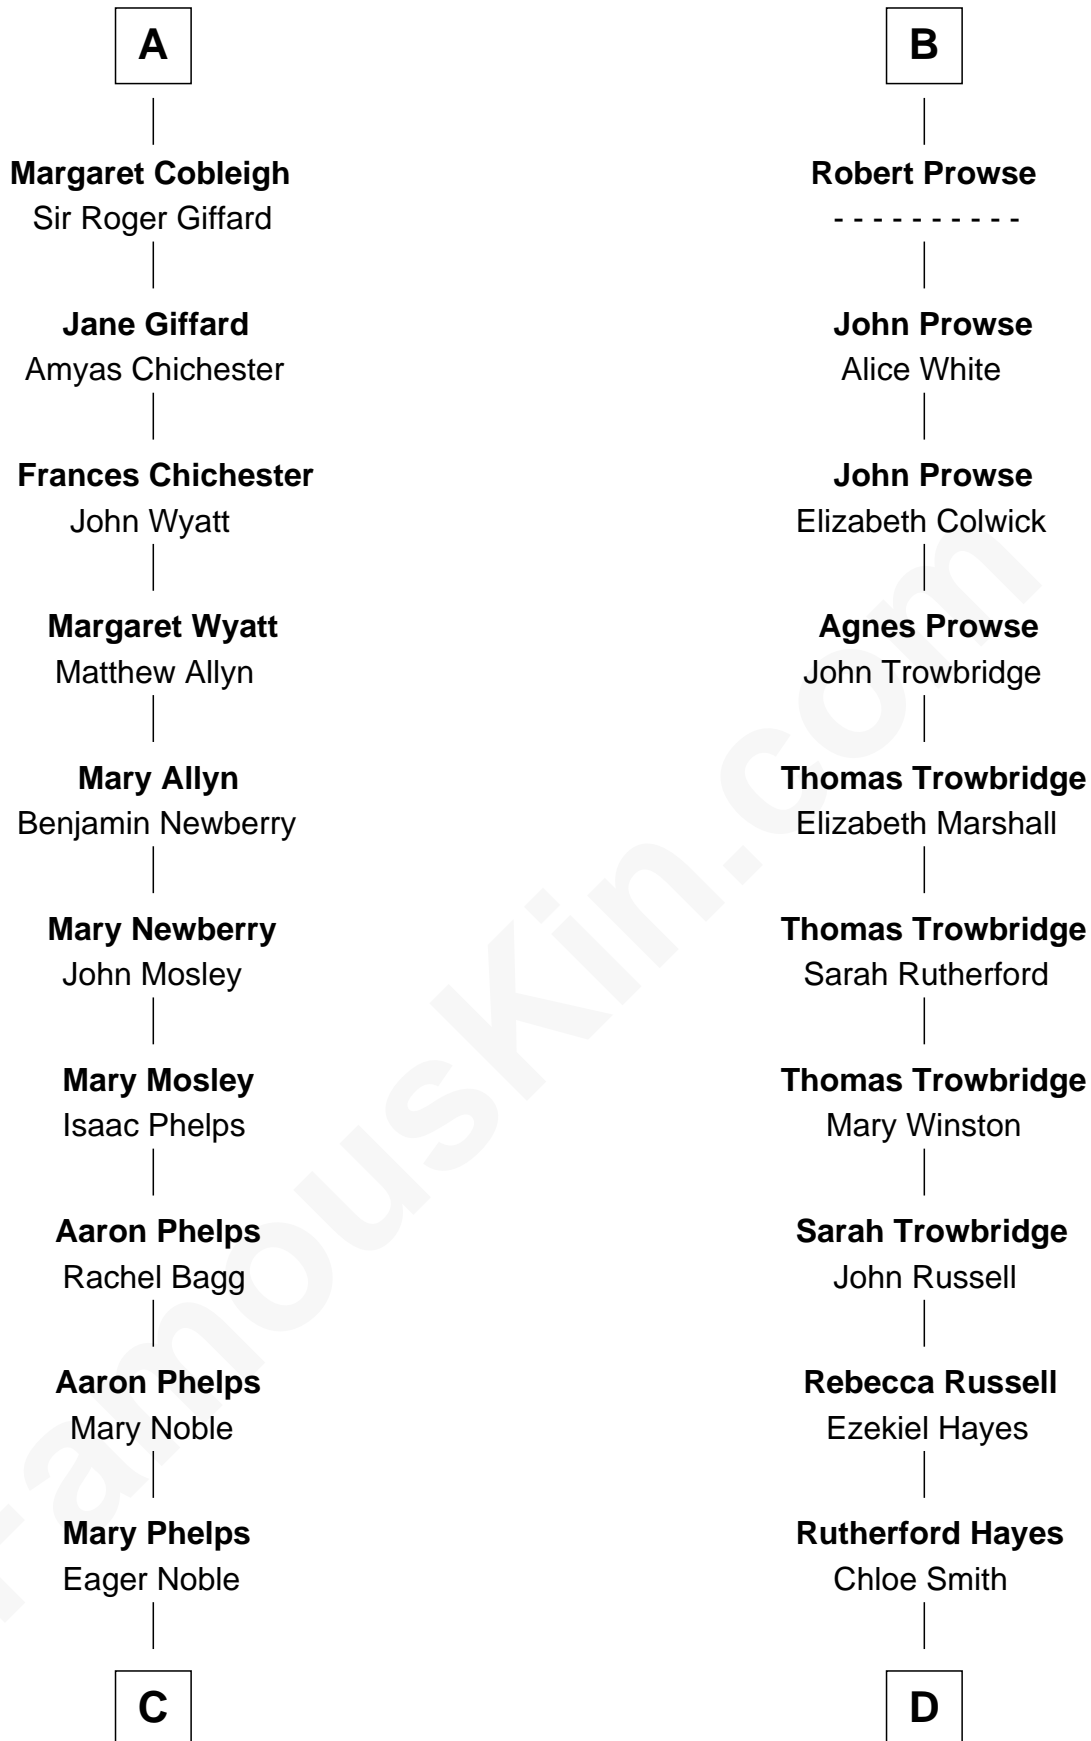 A
Margaret Cobleigh
Sir Roger Giffard
Jane Giffard
Amyas Chichester
Frances Chichester
John Wyatt
Margaret Wyatt
Matthew Allyn
Mary Allyn
Benjamin Newberry
Mary Newberry
John Mosley
Mary Mosley
Isaac Phelps
Aaron Phelps
Rachel Bagg
Aaron Phelps
Mary Noble
Mary Phelps
Eager Noble
C
B
Robert Prowse
- - - - - - - - - -
John Prowse
Alice White
John Prowse
Elizabeth Colwick
Agnes Prowse
John Trowbridge
Thomas Trowbridge
Elizabeth Marshall
Thomas Trowbridge
Sarah Rutherford
Thomas Trowbridge
Mary Winston
Sarah Trowbridge
John Russell
Rebecca Russell
Ezekiel Hayes
Rutherford Hayes
Chloe Smith
D
FamousKin.com